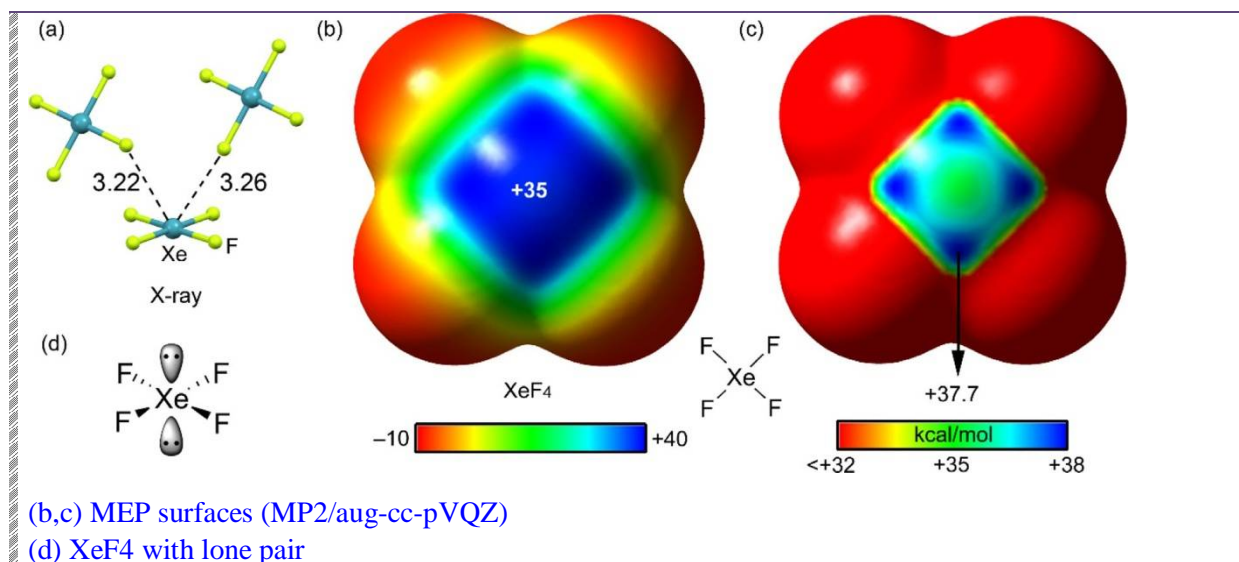 (a)
(b)
(c)
3.22
3.26
Xe
F
X-ray
+35
(d)
F
F
Xe
F
F
XeF4
F
F
Xe
F
F
+37.7
–10
+40
kcal/mol
<+32
+35
+38
(b,c) MEP surfaces (MP2/aug-cc-pVQZ)
(d) XeF4 with lone pair